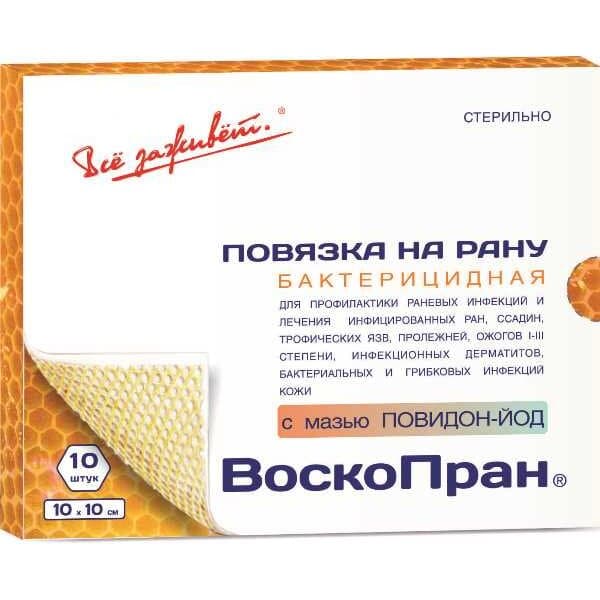 Всё заживёт.®
СТЕРИЛЬНО
ПОВЯЗКА НА РАНУ
БАКТЕРИЦИДНАЯ
ДЛЯ ПРОФИЛАКТИКИ РАНЕВЫХ ИНФЕКЦИЙ И
ЛЕЧЕНИЯ ИНФИЦИРОВАННЫХ РАН, ССАДИН,
ТРОФИЧЕСКИХ ЯЗВ, ПРОЛЕЖНЕЙ, ОЖОГОВ I-III
СТЕПЕНИ, ИНФЕКЦИОННЫХ ДЕРМАТИТОВ,
БАКТЕРИАЛЬНЫХ И ГРИБКОВЫХ ИНФЕКЦИЙ
КОЖИ
с мазью ПОВИДОН-ЙОД
ВоскоПран®
10
ШТУК
10 x 10 см